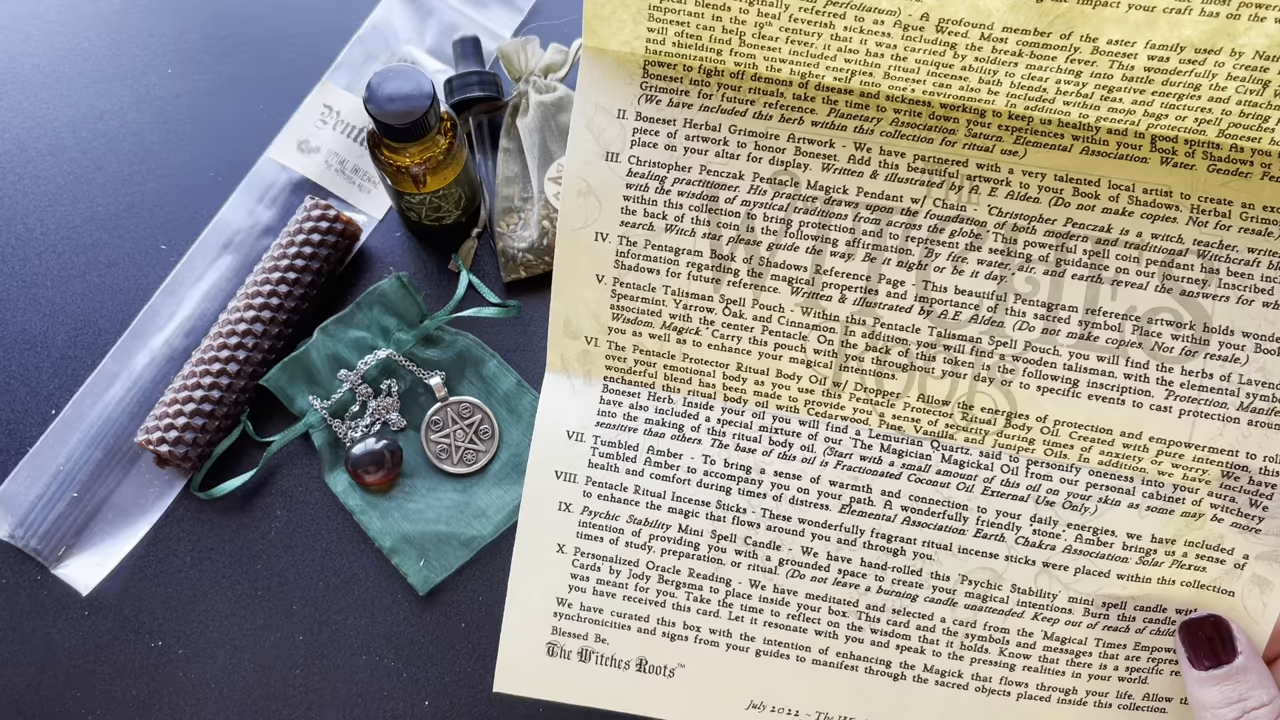 Penta
RITUAL INCENSE
the most power
the impact your craft has on the
perfoliatum) - A profound member of the aster family used by Nat
originally referred to as Ague Weed. Most commonly, Boneset was used to create
blends to heal feverish sickness, including the break-bone fever. This wonderfully healing
important in the 19th century that it was carried by soldiers marching into battle during the Civil
Boneset can help clear fever, it also has the unique ability to clear away negative energies and attach
will often find Boneset included within ritual incense, bath blends, herbal teas, and tinctures, to bring
and shielding from unwanted energies. Boneset can also be included within mojo bags or spell pouches
harmonization with the higher self into one's environment. In addition to general protection, Boneset
power to fight off demons of disease and sickness, working to keep us healthy and in good spirits. As you
Boneset into your rituals, take the time to write down your experiences within your Book of Shadows or
Grimoire for future reference. Planetary Association: Saturn. Elemental Association: Water. Gender: Fe
(We have included this herb within this collection for ritual use.)
II. Boneset Herbal Grimoire Artwork - We have partnered with a very talented local artist to create an ex
piece of artwork to honor Boneset. Add this beautiful artwork to your Book of Shadows, Herbal Grimo
place on your altar for display. Written & illustrated by A. E. Alden. (Do not make copies. Not for resale.)
III. Christopher Penczak Pentacle Magick Pendant w/ Chain - 'Christopher Penczak is a witch, teacher, write
healing practitioner. His practice draws upon the foundation of both modern and traditional Witchcraft bl
with the wisdom of mystical traditions from across the globe.' This powerful spell coin pendant has been inc
within this collection to bring protection and to represent the seeking of guidance on our journey. Inscribed
the back of this coin is the following affirmation, 'By fire, water, air, and earth, reveal the answers for wh
search. Witch star please guide the way. Be it night or be it day.'
IV. The Pentagram Book of Shadows Reference Page - This beautiful Pentagram reference artwork holds wonde
information regarding the magical properties and importance of this sacred symbol. Place within your Book
Shadows for future reference. Written & illustrated by A.E. Alden. (Do not make copies. Not for resale.)
V. Pentacle Talisman Spell Pouch - Within this Pentacle Talisman Spell Pouch, you will find the herbs of Laven
Spearmint, Yarrow, Oak, and Cinnamon. In addition, you will find a wooden talisman, with the elemental symb
associated with the center Pentacle. On the back of this token is the following inscription, 'Protection, Manife
Wisdom, Magick.' Carry this pouch with you throughout your day or to specific events to cast protection aroun
you as well as to enhance your magical intentions.
VI. The Pentacle Protector Ritual Body Oil w/ Dropper - Allow the energies of protection and empowerment to roll
over your emotional body as you use this Pentacle Protector Ritual Body Oil. Created with pure intention, this
wonderful blend has been made to provide you a sense of security during times of anxiety or worry. We have
enchanted this ritual body oil with Cedarwood, Pine, Vanilla, and Juniper Oils. In addition, we have included
Boneset Herb. Inside your oil you will find a Lemurian Quartz, said to personify oneness into your aura. We
have also included a special mixture of our 'The Magician' Magickal Oil from our personal cabinet of witchery
into the making of this ritual body oil. (Start with a small amount of this oil on your skin as some may be more
sensitive than others. The base of this oil is Fractionated Coconut Oil. External Use Only.)
VII. Tumbled Amber - To bring a sense of warmth and connection to your daily energies, we have included a
Tumbled Amber to accompany you on your path. A wonderfully friendly 'stone', Amber brings us a sense of
health and comfort during times of distress. Elemental Association: Earth. Chakra Association: Solar Plexus.
VIII. Pentacle Ritual Incense Sticks - These wonderfully fragrant ritual incense sticks were placed within this collection
to enhance the magic that flows around you and through you.
IX. Psychic Stability Mini Spell Candle - We have hand-rolled this 'Psychic Stability' mini spell candle with
intention of providing you with a grounded space to create your magical intentions. Burn this candle
times of study, preparation, or ritual. (Do not leave a burning candle unattended. Keep out of reach of child
X. Personalized Oracle Reading - We have meditated and selected a card from the 'Magical Times Empowe
Cards' by Jody Bergsma to place inside your box. This card and the symbols and messages that are repres
was meant for you. Take the time to reflect on the wisdom that it holds. Know that there is a specific re
you have received this card. Let it resonate with you and speak to the pressing realities in your world.
We have curated this box with the intention of enhancing the Magick that flows through your life. Allow th
synchronicities and signs from your guides to manifest through the sacred objects placed inside this collection.
Blessed Be,
The Witches Roots™
July 2022 - The Wi